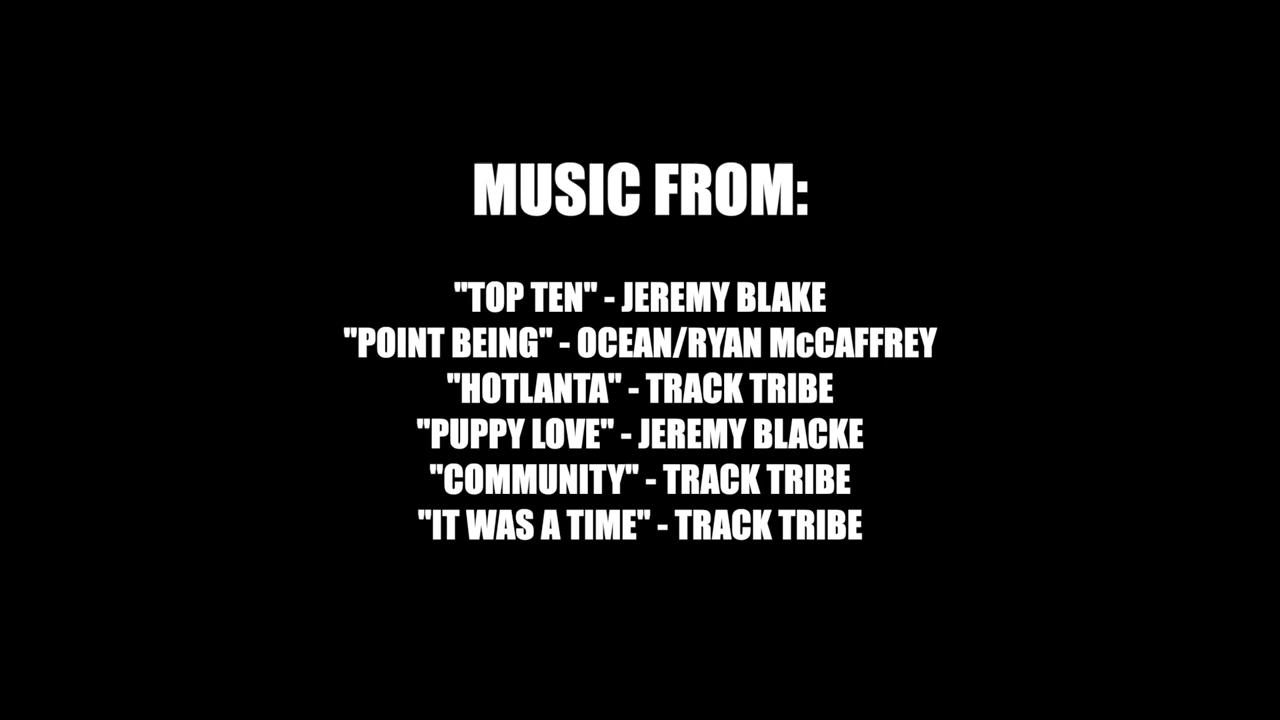 MUSIC FROM:
"TOP TEN" - JEREMY BLAKE
"POINT BEING" - OCEAN/RYAN McCAFFREY
"HOTLANTA" - TRACK TRIBE
"PUPPY LOVE" - JEREMY BLACKE
"COMMUNITY" - TRACK TRIBE
"IT WAS A TIME" - TRACK TRIBE